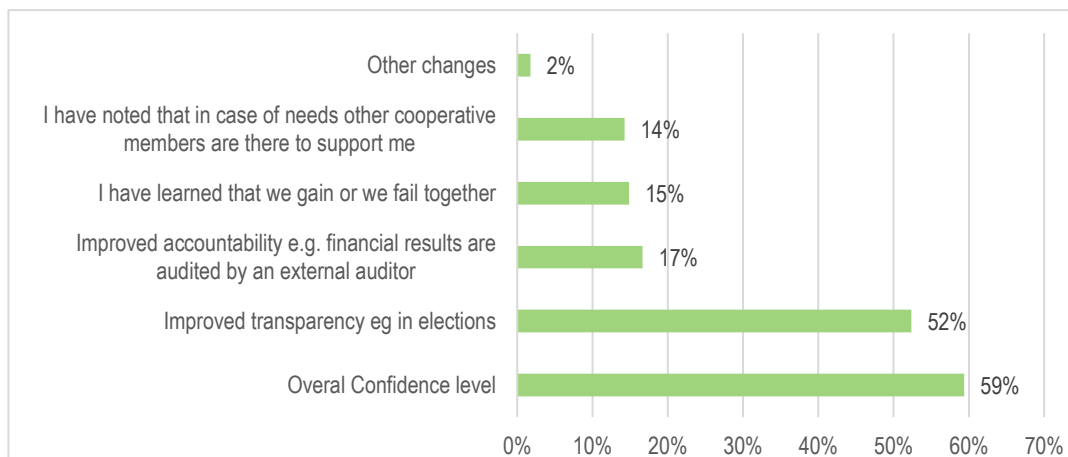 Other changes
2%
I have noted that in case of needs other cooperative
members are there to support me
14%
I have learned that we gain or we fail together
15%
Improved accountability e.g. financial results are
audited by an external auditor
17%
Improved transparency eg in elections
52%
Overal Confidence level
59%
0% 10% 20% 30% 40% 50% 60% 70%